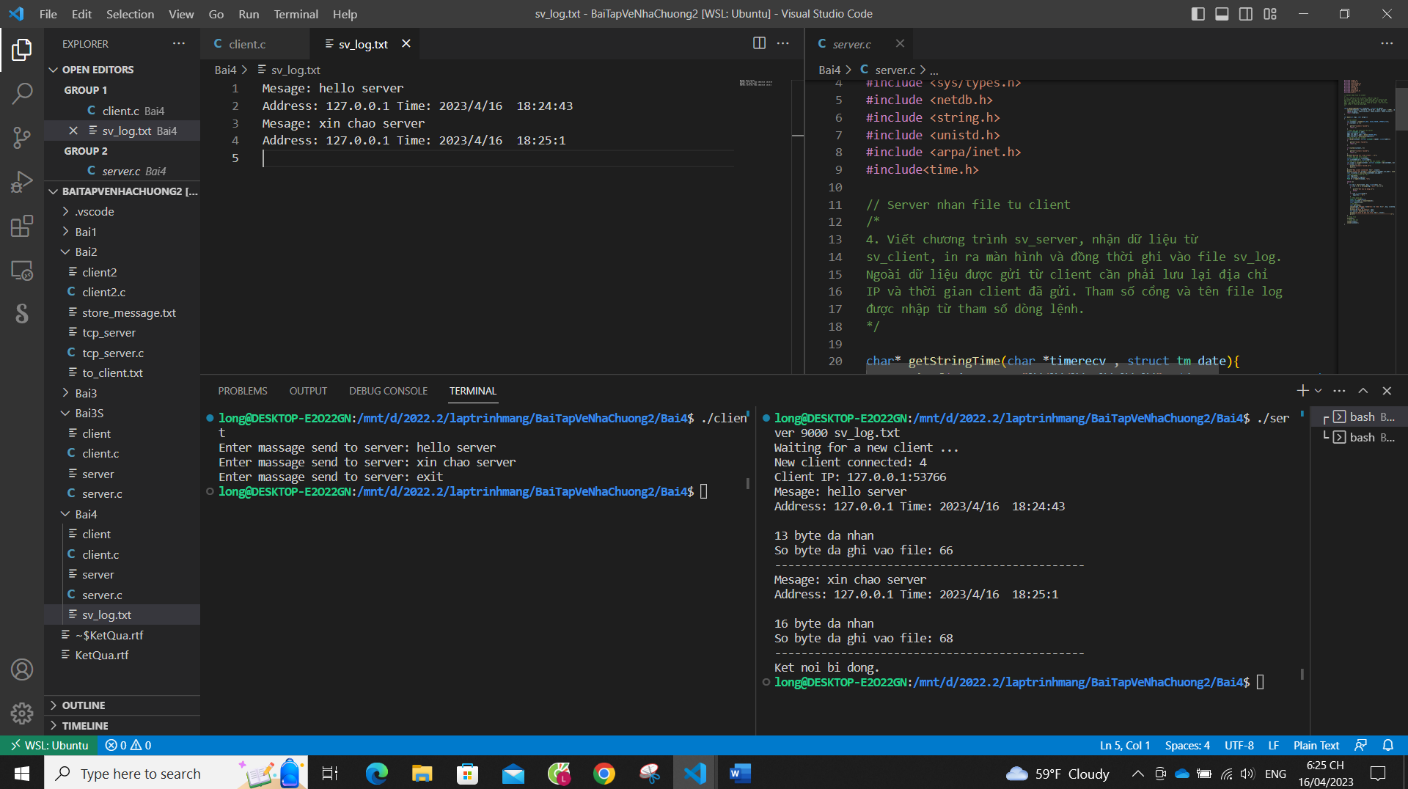 File Edit Selection View Go Run Terminal Help
sv_log.txt - BaiTapVeNhaChuong2 [WSL: Ubuntu] - Visual Studio Code
EXPLORER
OPEN EDITORS
GROUP 1
client.c Bai4
sv_log.txt Bai4
GROUP 2
server.c Bai4
BAITAPVENHACHUONG2 [...
.vscode
Bai1
Bai2
client2
client2.c
store_message.txt
tcp_server
tcp_server.c
to_client.txt
Bai3
Bai3S
client
client.c
server
server.c
Bai4
client
client.c
server
server.c
sv_log.txt
~$KetQua.rtf
KetQua.rtf
OUTLINE
TIMELINE
client.c
sv_log.txt
Bai4 > sv_log.txt
1 Mesage: hello server
2 Address: 127.0.0.1 Time: 2023/4/16  18:24:43
3 Mesage: xin chao server
4 Address: 127.0.0.1 Time: 2023/4/16  18:25:1
5
server.c
Bai4 > server.c > ...
4 #include <sys/types.h>
5 #include <netdb.h>
6 #include <string.h>
7 #include <unistd.h>
8 #include <arpa/inet.h>
9 #include<time.h>
10
11 // Server nhan file tu client
12 /*
13 4. Viết chương trình sv_server, nhận dữ liệu từ
14 sv_client, in ra màn hình và đồng thời ghi vào file sv_log.
15 Ngoài dữ liệu được gửi từ client cần phải lưu lại địa chỉ
16 IP và thời gian client đã gửi. Tham số cổng và tên file log
17 được nhập từ tham số dòng lệnh.
18 */
19
20 char* getStringTime(char *timerecv , struct tm date){
PROBLEMS OUTPUT DEBUG CONSOLE TERMINAL
long@DESKTOP-E2O22GN:/mnt/d/2022.2/laptrinhmang/BaiTapVeNhaChuong2/Bai4$ ./clien
t
Enter massage send to server: hello server
Enter massage send to server: xin chao server
Enter massage send to server: exit
long@DESKTOP-E2O22GN:/mnt/d/2022.2/laptrinhmang/BaiTapVeNhaChuong2/Bai4$
long@DESKTOP-E2O22GN:/mnt/d/2022.2/laptrinhmang/BaiTapVeNhaChuong2/Bai4$ ./ser
ver 9000 sv_log.txt
Waiting for a new client ...
New client connected: 4
Client IP: 127.0.0.1:53766
Mesage: hello server
Address: 127.0.0.1 Time: 2023/4/16  18:24:43
13 byte da nhan
So byte da ghi vao file: 66
----------------------------------------------
Mesage: xin chao server
Address: 127.0.0.1 Time: 2023/4/16  18:25:1
16 byte da nhan
So byte da ghi vao file: 68
----------------------------------------------
Ket noi bi dong.
long@DESKTOP-E2O22GN:/mnt/d/2022.2/laptrinhmang/BaiTapVeNhaChuong2/Bai4$
bash B...
bash B...
WSL: Ubuntu 0 0
Ln 5, Col 1 Spaces: 4 UTF-8 LF Plain Text
Type here to search
59°F Cloudy
ENG
6:25 CH
16/04/2023